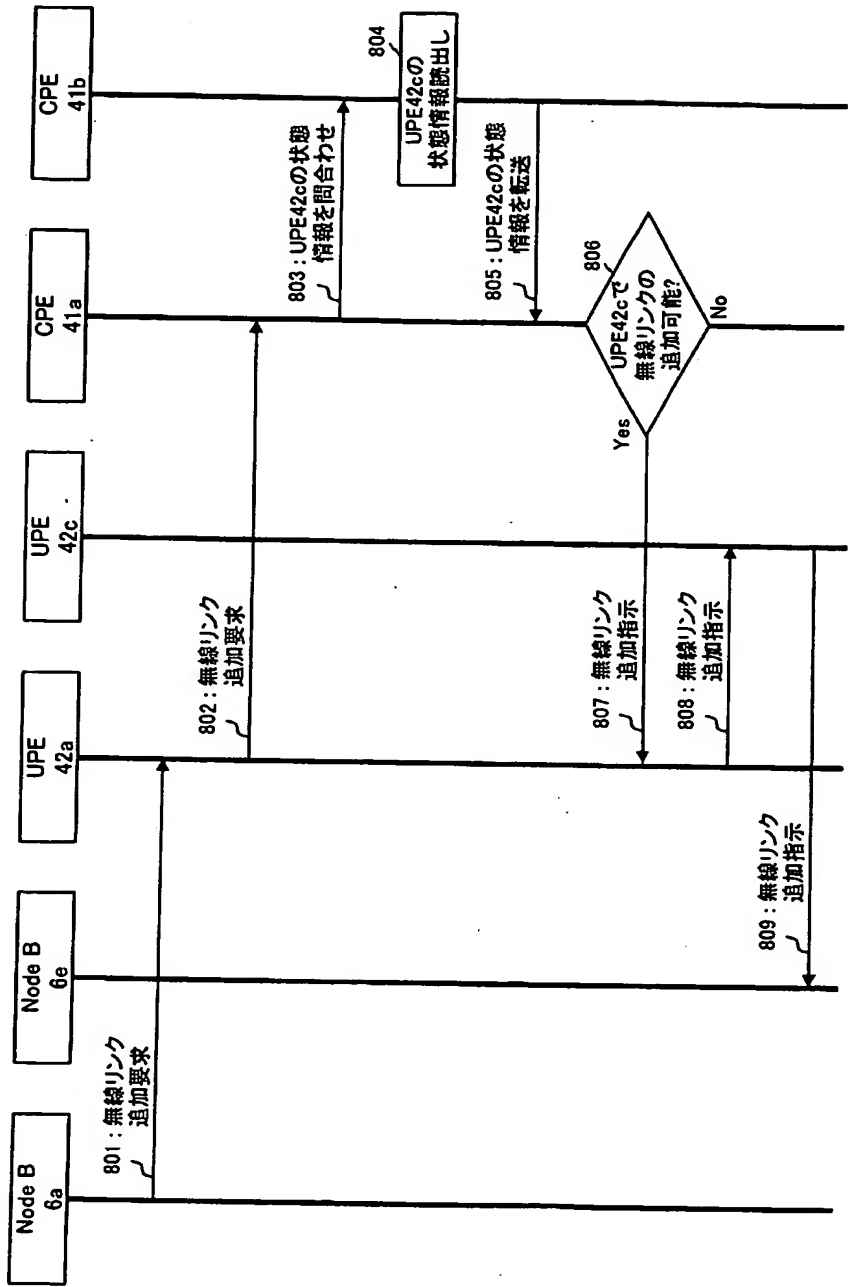 Node B
6a
Node B
6e
UPE
42a
UPE
42c
CPE
41a
CPE
41b
801：無線リンク
追加要求
802：無線リンク
追加要求
803：UPE42cの状態
情報を問合わせ
804
UPE42cの
状態情報読出し
805：UPE42cの状態
情報を転送
806
UPE42cで
無線リンクの
追加可能?
Yes
No
807：無線リンク
追加指示
808：無線リンク
追加指示
809：無線リンク
追加指示